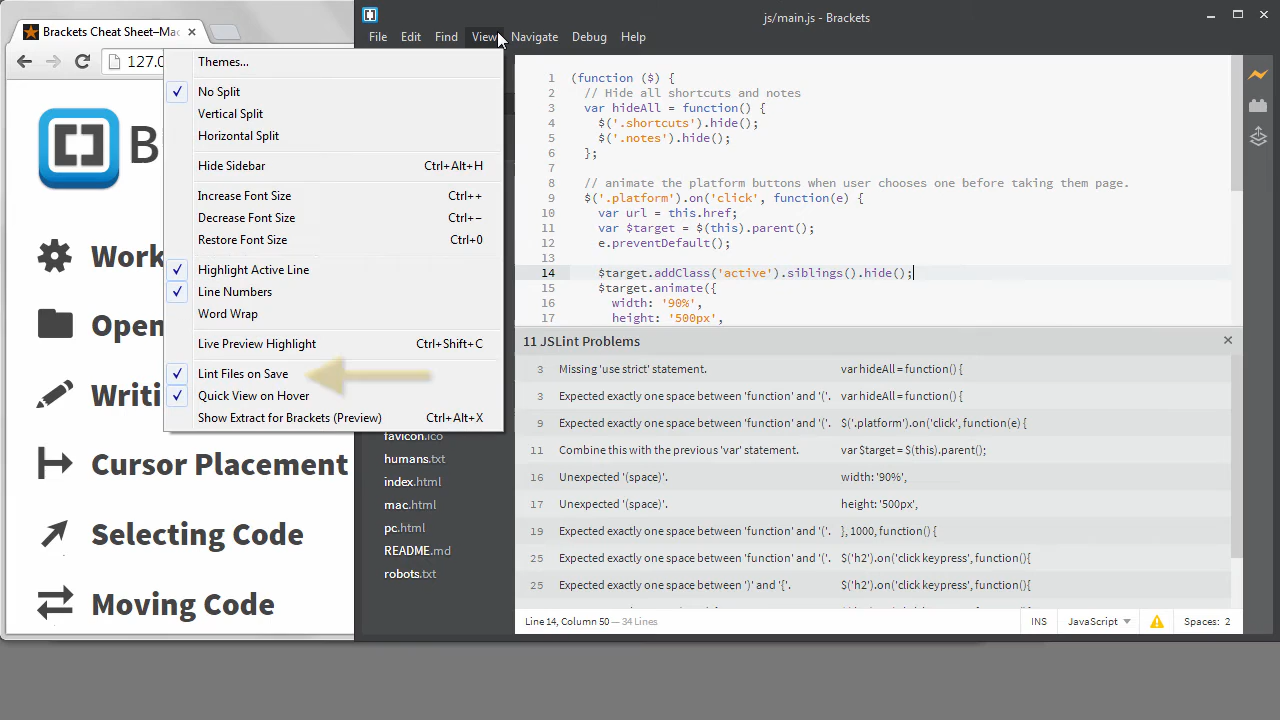 Brackets Cheat Sheet–Mac
127.0
B
Work
Open
Writi
Cursor Placement
Selecting Code
Moving Code
js/main.js - Brackets
File Edit Find View Navigate Debug Help
Themes...
No Split
Vertical Split
Horizontal Split
Hide Sidebar Ctrl+Alt+H
Increase Font Size Ctrl++
Decrease Font Size Ctrl+−
Restore Font Size Ctrl+0
Highlight Active Line
Line Numbers
Word Wrap
Live Preview Highlight Ctrl+Shift+C
Lint Files on Save
Quick View on Hover
Show Extract for Brackets (Preview) Ctrl+Alt+X
favicon.ico
humans.txt
index.html
mac.html
pc.html
README.md
robots.txt
1 (function ($) {
2 // Hide all shortcuts and notes
3 var hideAll = function() {
4 $('.shortcuts').hide();
5 $('.notes').hide();
6 };
7
8 // animate the platform buttons when user chooses one before taking them page.
9 $('.platform').on('click', function(e) {
10 var url = this.href;
11 var $target = $(this).parent();
12 e.preventDefault();
13
14 $target.addClass('active').siblings().hide();
15 $target.animate({
16 width: '90%',
17 height: '500px',
11 JSLint Problems
3 Missing 'use strict' statement. var hideAll = function() {
3 Expected exactly one space between 'function' and '('. var hideAll = function() {
9 Expected exactly one space between 'function' and '('. $('.platform').on('click', function(e) {
11 Combine this with the previous 'var' statement. var $target = $(this).parent();
16 Unexpected '(space)'. width: '90%',
17 Unexpected '(space)'. height: '500px',
19 Expected exactly one space between 'function' and '('. }, 1000, function() {
25 Expected exactly one space between 'function' and '('. $('h2').on('click keypress', function(){
25 Expected exactly one space between ')' and '{'. $('h2').on('click keypress', function(){
Line 14, Column 50 — 34 Lines
INS JavaScript Spaces: 2